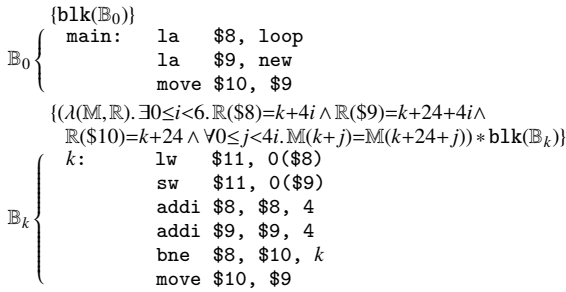 {blk(𝔹₀)}
𝔹₀ { main: la $8, loop
la $9, new
move $10, $9
{(λ(𝕄,ℝ). ∃0≤i<6. ℝ($8)=k+4i ∧ ℝ($9)=k+24+4i∧
ℝ($10)=k+24 ∧ ∀0≤j<4i. 𝕄(k+j)=𝕄(k+24+j)) ∗ blk(𝔹ₖ)}
k: lw $11, 0($8)
sw $11, 0($9)
𝔹ₖ { addi $8, $8, 4
addi $9, $9, 4
bne $8, $10, k
move $10, $9